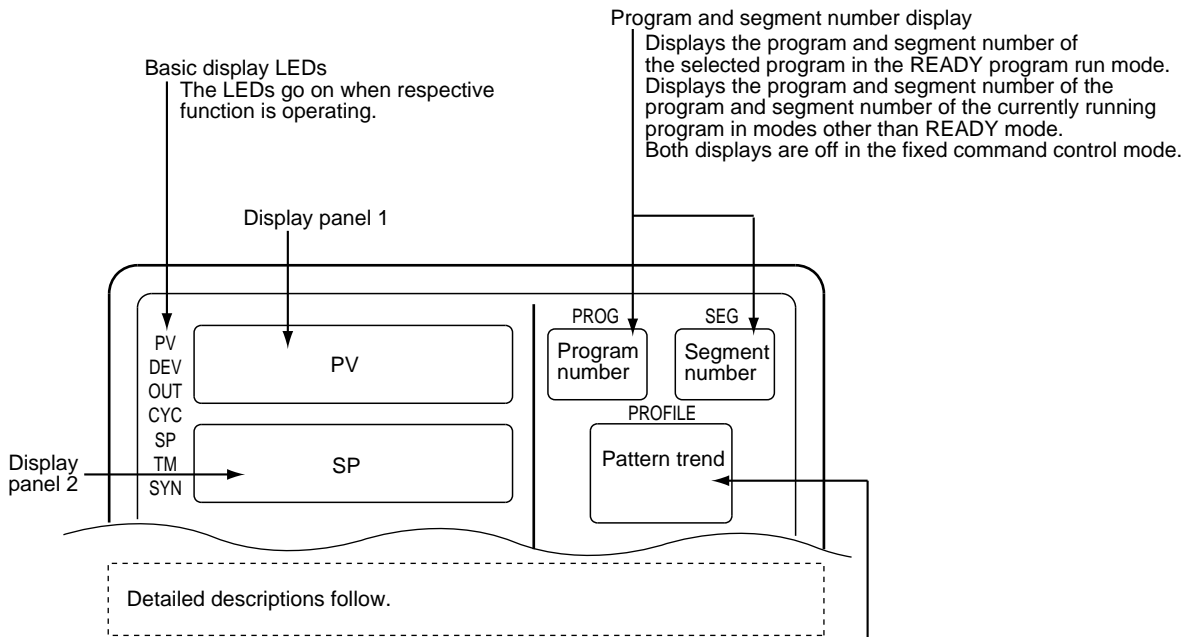 Program and segment number display
Displays the program and segment number of
the selected program in the READY program run mode.
Displays the program and segment number of the
program and segment number of the currently running
program in modes other than READY mode.
Both displays are off in the fixed command control mode.
Basic display LEDs
The LEDs go on when respective
function is operating.
Display panel 1
PV
DEV
OUT
CYC
SP
TM
SYN
PV
SP
Display
panel 2
PROG
SEG
Program
number
Segment
number
PROFILE
Pattern trend
Detailed descriptions follow.